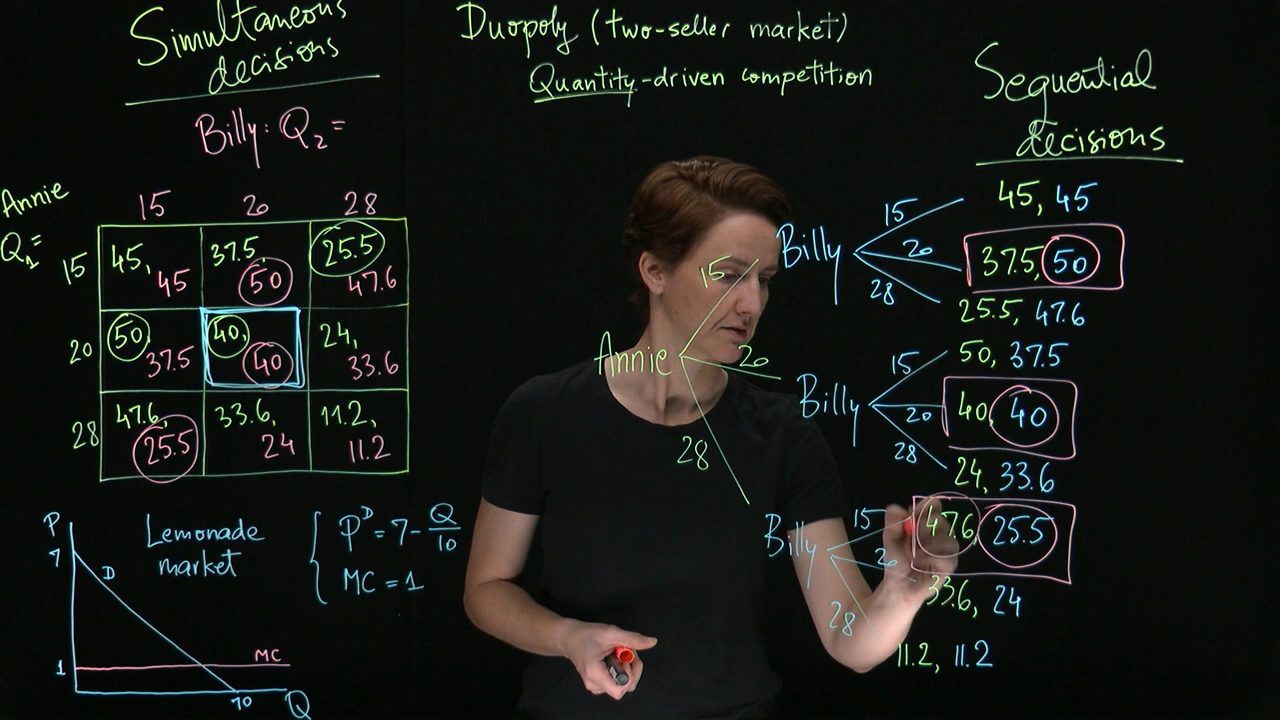 Simultaneous
decisions
Billy: Q₂=
Annie
Q₁=
15 20 28
15 45, 45 37.5 50 25.5 47.6
20 50, 37.5 40, 40 24, 33.6
28 47.6, 25.5 33.6, 24 11.2, 11.2
P
7
D
1
MC
70
Q
Lemonade
market
Pᴰ=7-Q/10
MC=1
Duopoly (two-seller market)
Quantity-driven competition
Sequential
decisions
Annie
15
20
28
Billy
15 45, 45
20 37.5, 50
28 25.5, 47.6
Billy
15 50, 37.5
20 40, 40
28 24, 33.6
Billy
15 47.6, 25.5
20 33.6, 24
28 11.2, 11.2